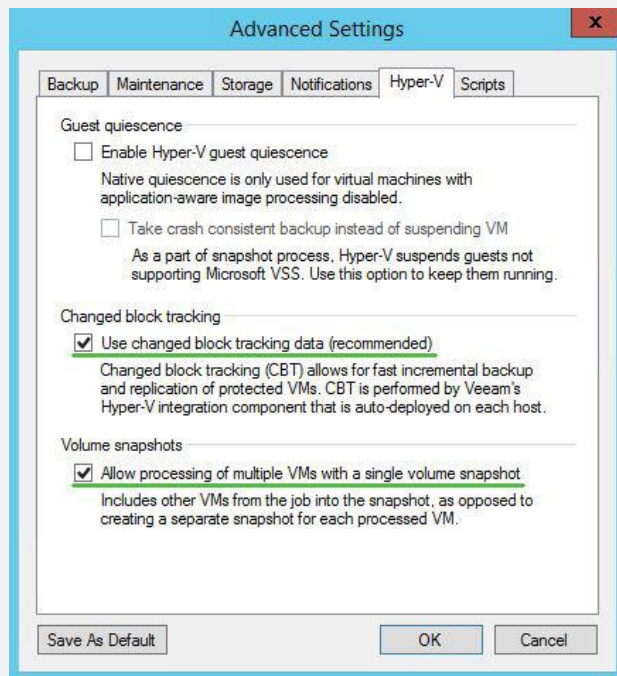 Advanced Settings
x
Backup Maintenance Storage Notifications Hyper-V Scripts
Guest quiescence
Enable Hyper-V guest quiescence
Native quiescence is only used for virtual machines with
application-aware image processing disabled.
Take crash consistent backup instead of suspending VM
As a part of snapshot process, Hyper-V suspends guests not
supporting Microsoft VSS. Use this option to keep them running.
Changed block tracking
Use changed block tracking data (recommended)
Changed block tracking (CBT) allows for fast incremental backup
and replication of protected VMs. CBT is performed by Veeam's
Hyper-V integration component that is auto-deployed on each host.
Volume snapshots
Allow processing of multiple VMs with a single volume snapshot
Includes other VMs from the job into the snapshot, as opposed to
creating a separate snapshot for each processed VM.
Save As Default OK Cancel